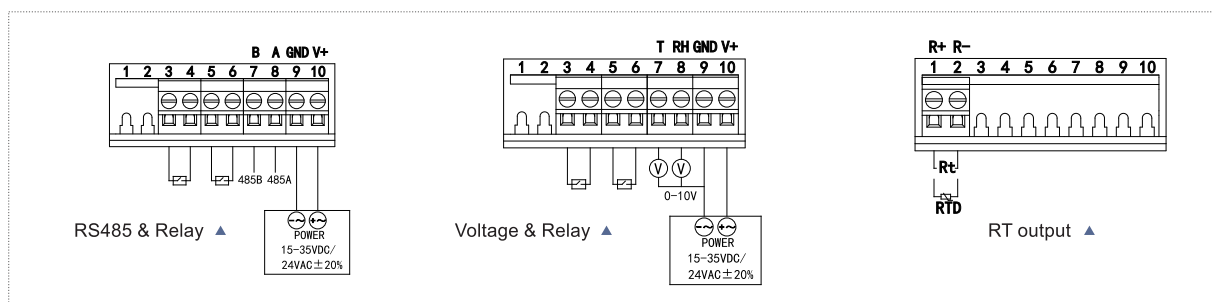 B A GND V+
1 2 3 4 5 6 7 8 9 10
485B 485A
POWER
15-35VDC/
24VAC±20%
RS485 & Relay ▲
T RH GND V+
1 2 3 4 5 6 7 8 9 10
V V
0-10V
POWER
15-35VDC/
24VAC±20%
Voltage & Relay ▲
R+ R-
1 2 3 4 5 6 7 8 9 10
Rt
RTD
RT output ▲